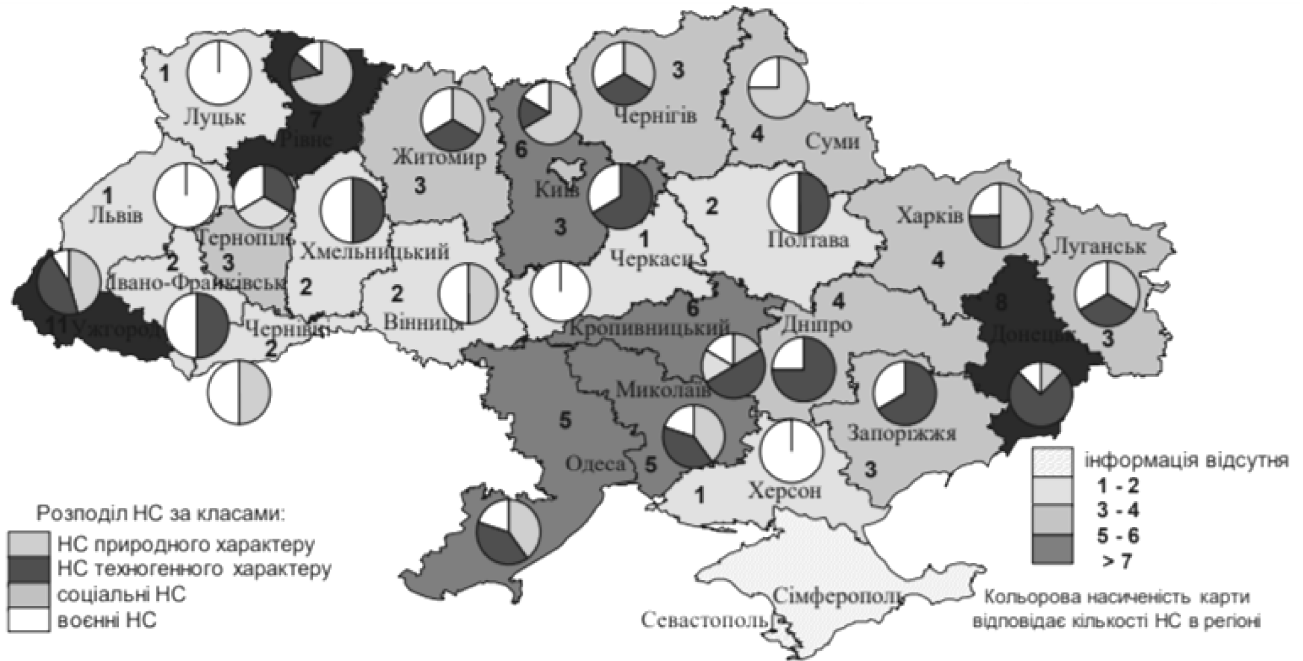 1
Луцьк
7
Рівне
3
Житомир
6
Київ
3
3
Чернігів
4
Суми
1
Львів
Тернопіль
3
Хмельницький
2
2
Івано-Франківськ
11
Ужгород
Чернівці
2
2
Вінниця
1
Черкаси
2
Полтава
Харків
4
Луганськ
3
8
Донецьк
6
Кропивницький
4
Дніпро
Миколаїв
5
5
Одеса
Запоріжжя
3
1
Херсон
Сімферополь
Севастополь
Розподіл НС за класами:
НС природного характеру
НС техногенного характеру
соціальні НС
воєнні НС
інформація відсутня
1 - 2
3 - 4
5 - 6
> 7
Кольорова насиченість карти
відповідає кількості НС в регіоні